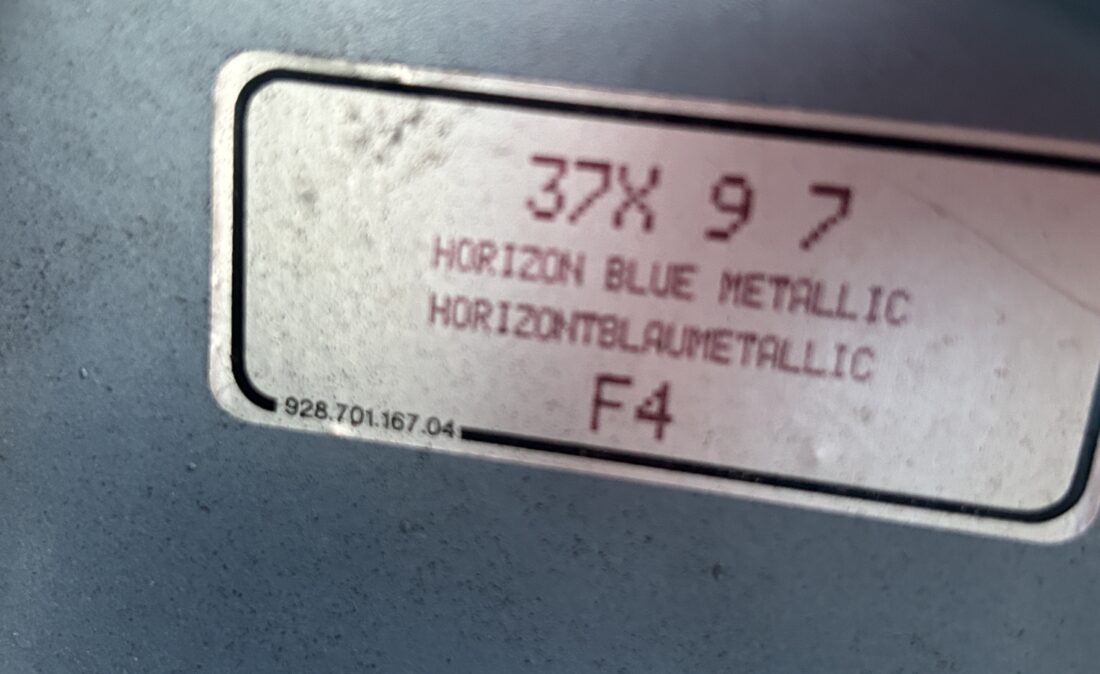 37X 9 7
HORIZON BLUE METALLIC
HORIZONTBLAUMETALLIC
F4
928.701.167.04